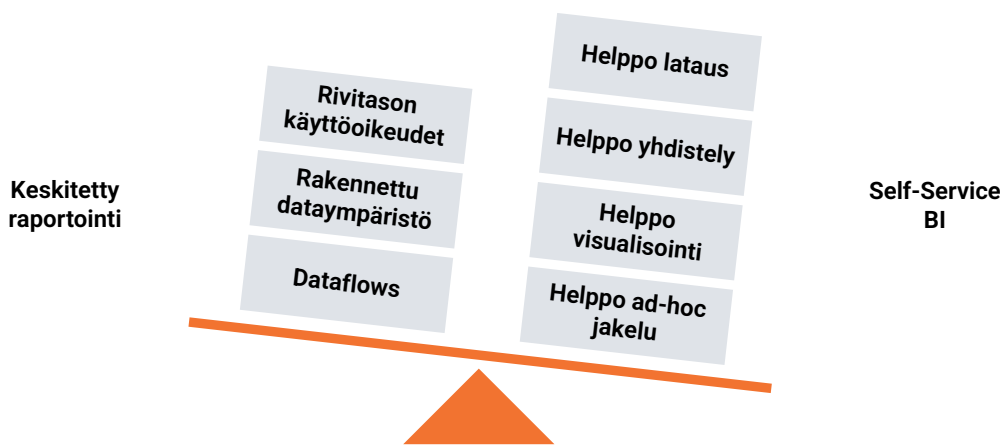 Keskitetty
raportointi
Rivitason
käyttöoikeudet
Rakennettu
dataympäristö
Dataflows
Helppo lataus
Helppo yhdistely
Helppo
visualisointi
Helppo ad-hoc
jakelu
Self-Service
BI